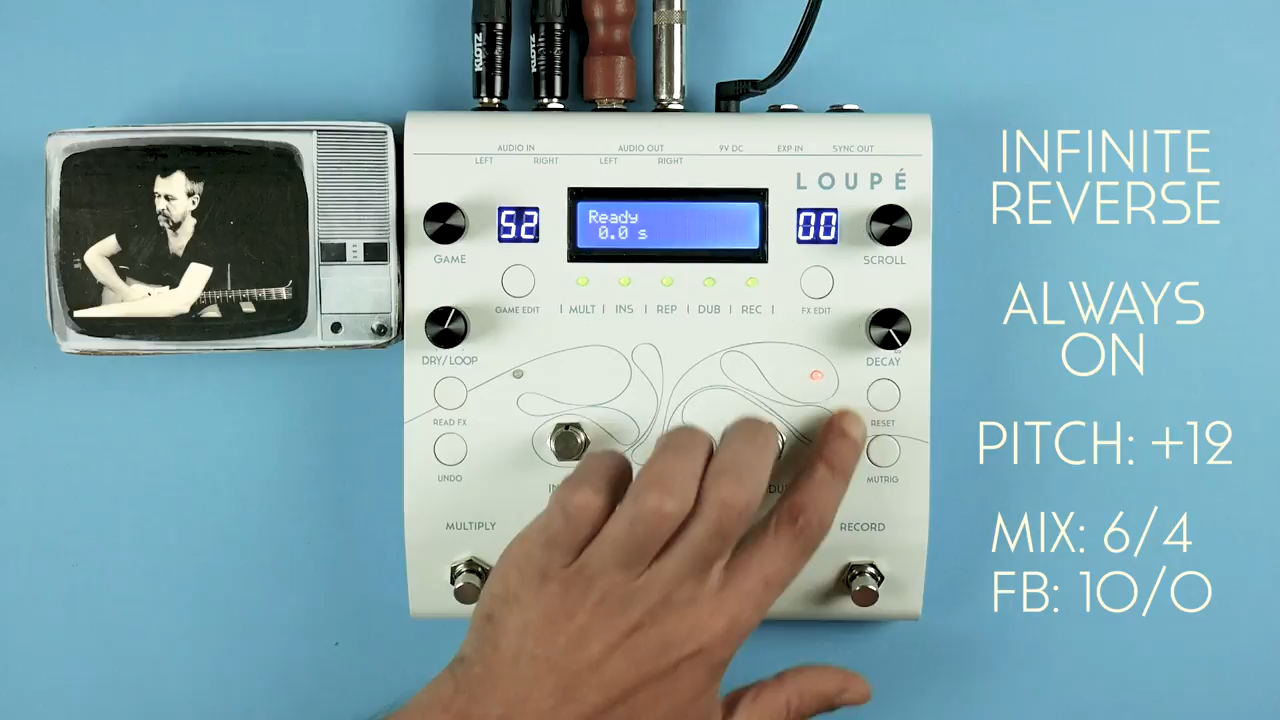 KLOTZ
KLOTZ
AUDIO IN
AUDIO OUT
9V DC
EXP IN
SYNC OUT
LEFT
RIGHT
LEFT
RIGHT
LOUPÉ
GAME
52
Ready
0.0 s
00
SCROLL
GAME EDIT
| MULT | INS | REP | DUB | REC |
FX EDIT
DRY/LOOP
DECAY
READ FX
RESET
UNDO
MUTRIG
MULTIPLY
RECORD
INFINITE
REVERSE
ALWAYS
ON
PITCH: +12
MIX: 6/4
FB: 10/0